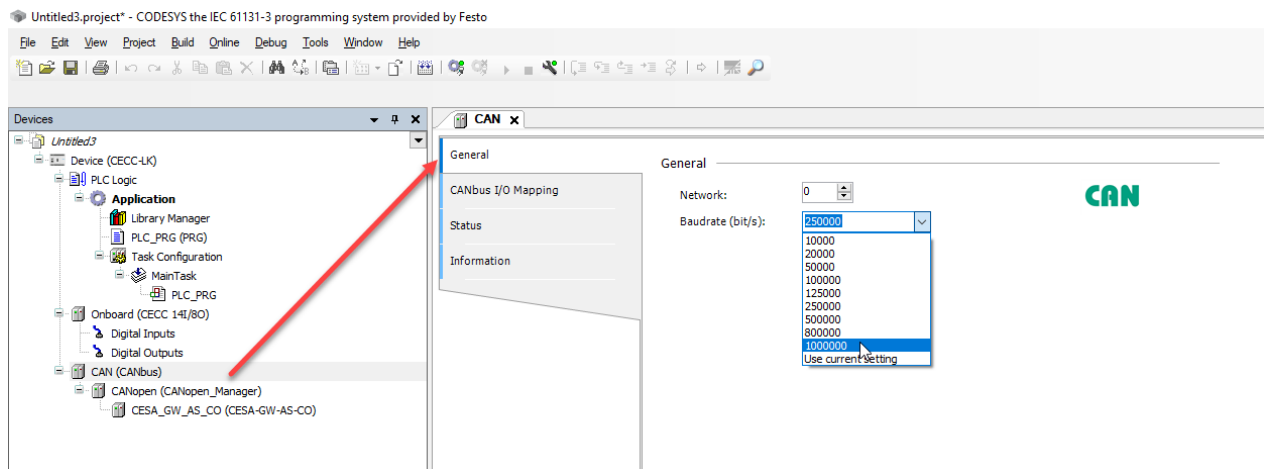 Untitled3.project* - CODESYS the IEC 61131-3 programming system provided by Festo
File Edit View Project Build Online Debug Tools Window Help
Devices
Untitled3
Device (CECC-LK)
PLC Logic
Application
Library Manager
PLC_PRG (PRG)
Task Configuration
MainTask
PLC_PRG
Onboard (CECC 14I/8O)
Digital Inputs
Digital Outputs
CAN (CANbus)
CANopen (CANopen_Manager)
CESA_GW_AS_CO (CESA-GW-AS-CO)
CAN
General
CANbus I/O Mapping
Status
Information
General
Network: 0
CAN
Baudrate (bit/s): 250000
10000
20000
50000
100000
125000
250000
500000
800000
1000000
Use current setting